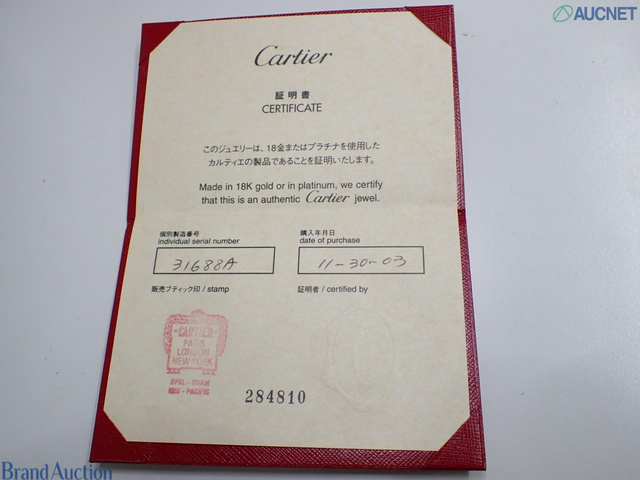 AUCNET
Cartier
証明書
CERTIFICATE
このジュエリーは、18金またはプラチナを使用した
カルティエの製品であることを証明いたします。
Made in 18K gold or in platinum, we certify
that this is an authentic Cartier jewel.
個別製造番号
individual serial number
31688A
購入年月日
date of purchase
11-30-03
販売ブティック印 / stamp
証明者 / certified by
CARTIER
PARIS
LONDON
NEW YORK
- PACIFIC
284810
Brand Auction